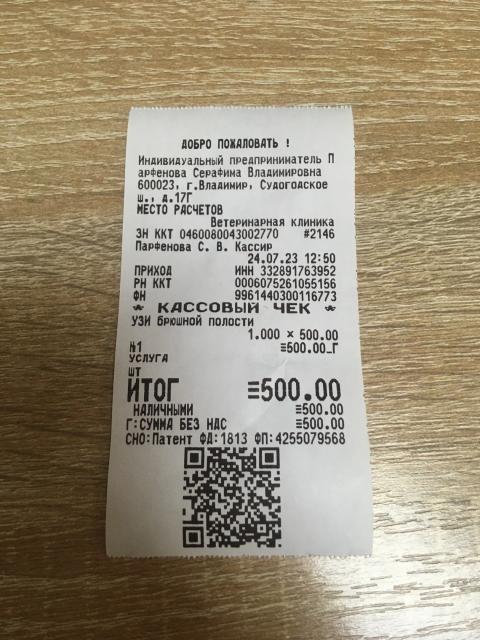 ДОБРО ПОЖАЛОВАТЬ !
Индивидуальный предприниматель П
арфенова Серафима Владимировна
600023, г.Владимир, Судогодское
ш., д.17Г
МЕСТО РАСЧЕТОВ
Ветеринарная клиника
ЗН ККТ 0460080043002770 #2146
Парфенова С. В. Кассир
24.07.23 12:50
ПРИХОД ИНН 332891763952
РН ККТ 0006075261055156
ФН 9961440300116773
* КАССОВЫЙ ЧЕК *
УЗИ брюшной полости
1.000 × 500.00
№1 ≡500.00_Г
УСЛУГА
шт
ИТОГ ≡500.00
НАЛИЧНЫМИ ≡500.00
Г:СУММА БЕЗ НДС ≡500.00
СНО:Патент ФД:1813 ФП:4255079568